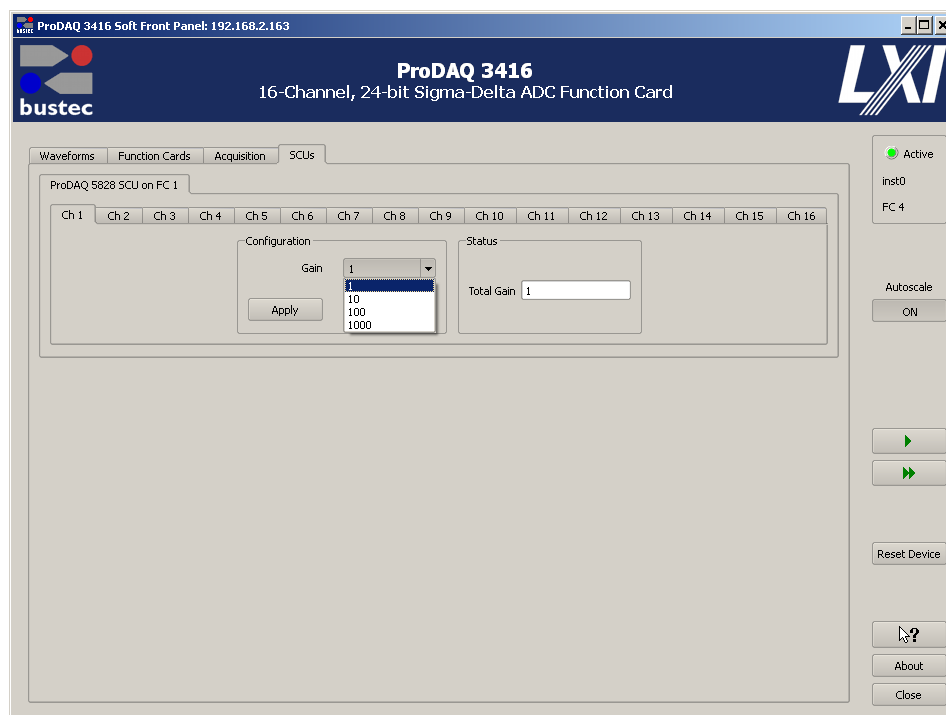 ProDAQ 3416 Soft Front Panel: 192.168.2.163
bustec
ProDAQ 3416
16-Channel, 24-bit Sigma-Delta ADC Function Card
LXI
Waveforms Function Cards Acquisition SCUs
ProDAQ 5828 SCU on FC 1
Ch 1 Ch 2 Ch 3 Ch 4 Ch 5 Ch 6 Ch 7 Ch 8 Ch 9 Ch 10 Ch 11 Ch 12 Ch 13 Ch 14 Ch 15 Ch 16
Configuration
Gain 1
1
10
100
1000
Apply
Status
Total Gain 1
Active
inst0
FC 4
Autoscale
ON
Reset Device
?
About
Close